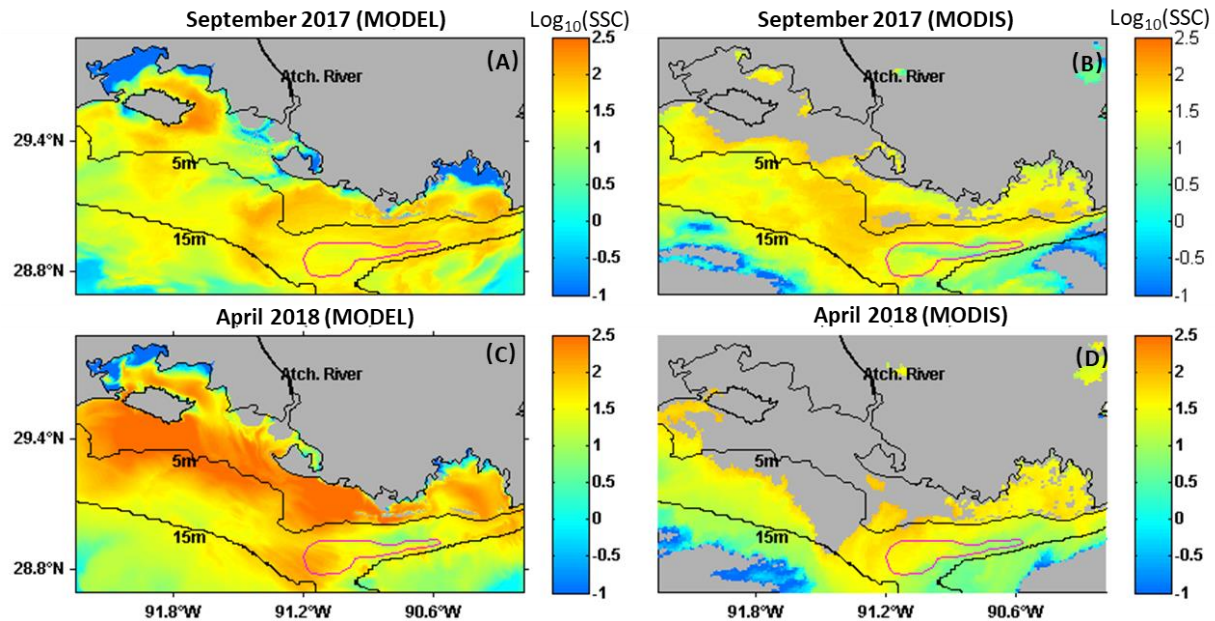 September 2017 (MODEL)
Log₁₀(SSC)
September 2017 (MODIS)
Log₁₀(SSC)
(A)
Atch. River
29.4°N
5m
15m
28.8°N
2.5
2
1.5
1
0.5
0
-0.5
-1
(B)
Atch. River
5m
15m
2.5
2
1.5
1
0.5
0
-0.5
-1
April 2018 (MODEL)
April 2018 (MODIS)
(C)
Atch. River
29.4°N
5m
15m
28.8°N
91.8°W
91.2°W
90.6°W
2.5
2
1.5
1
0.5
0
-0.5
-1
(D)
Atch. River
5m
15m
91.8°W
91.2°W
90.6°W
2.5
2
1.5
1
0.5
0
-0.5
-1